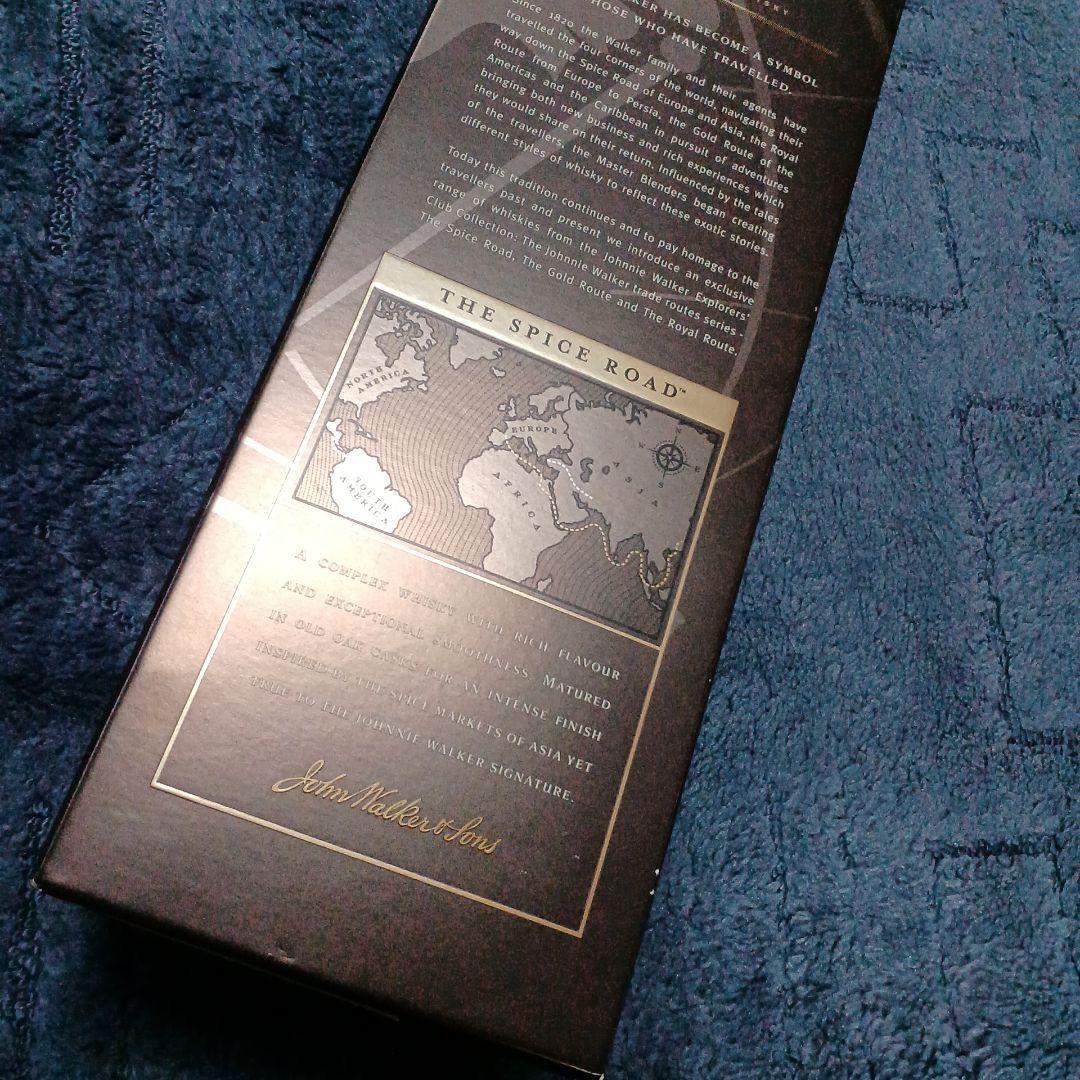 SKY
KER HAS BECOME A SYMBOL
HOSE WHO HAVE TRAVELLED.
Since 1820, the Walker family and their agents have
travelled the four corners of the world, navigating their
way down the Spice Road of Europe and Asia, the Royal
Route from Europe to Persia, the Gold Route of the
Americas and the Caribbean in pursuit of adventures
bringing both new business and rich experiences which
they would share on their return. Influenced by the tales
of the travellers, the Master Blenders began creating
different styles of whisky to reflect these exotic stories.
Today this tradition continues and to pay homage to the
travellers past and present we introduce an exclusive
range of whiskies from the Johnnie Walker Explorers'
Club Collection; The Johnnie Walker trade routes series -
The Spice Road, The Gold Route and The Royal Route.
THE SPICE ROAD™
NORTH
AMERICA
EUROPE
ASIA
N
W
E
S
AFRICA
SOUTH
AMERICA
A COMPLEX WHISKY WITH RICH FLAVOUR
AND EXCEPTIONAL SMOOTHNESS. MATURED
IN OLD OAK CASKS FOR AN INTENSE FINISH
INSPIRED BY THE SPICE MARKETS OF ASIA YET
TRUE TO THE JOHNNIE WALKER SIGNATURE.
John Walker & Sons